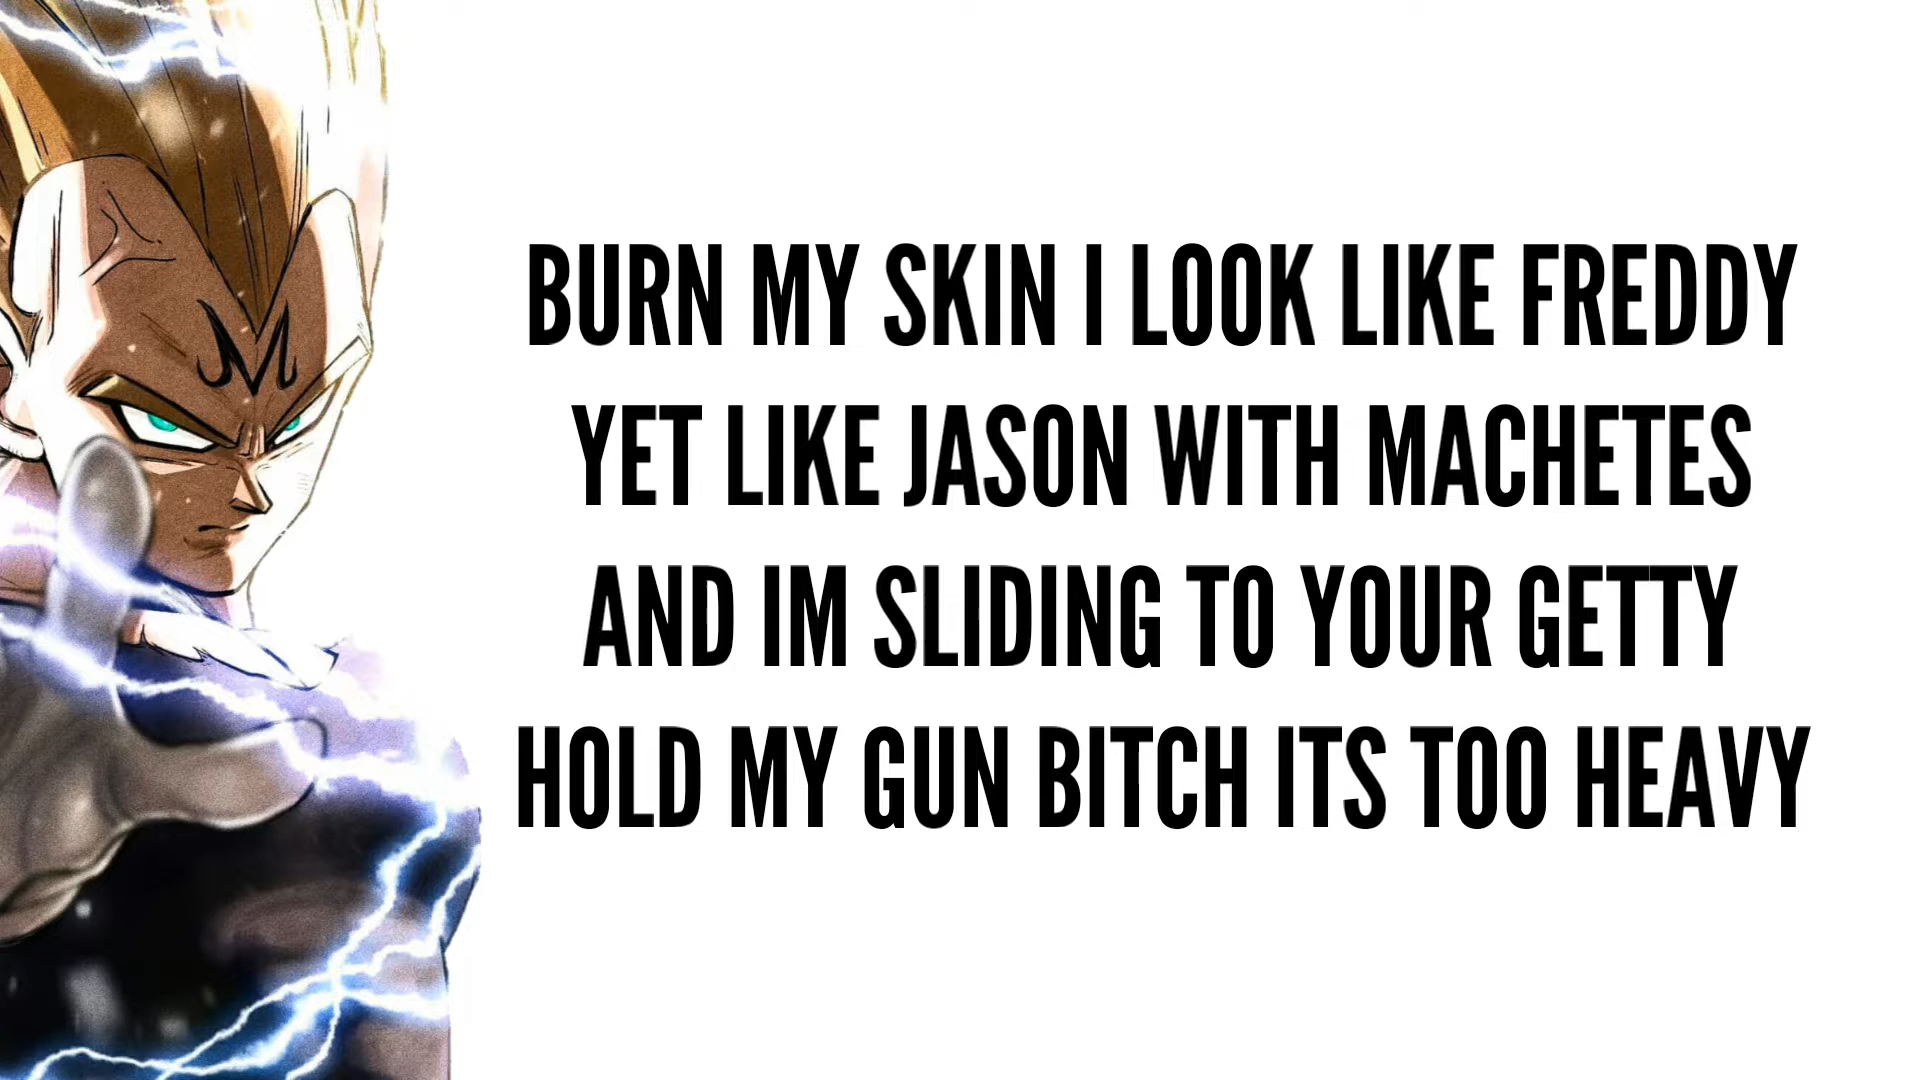 BURN MY SKIN I LOOK LIKE FREDDY
YET LIKE JASON WITH MACHETES
AND IM SLIDING TO YOUR GETTY
HOLD MY GUN BITCH ITS TOO HEAVY